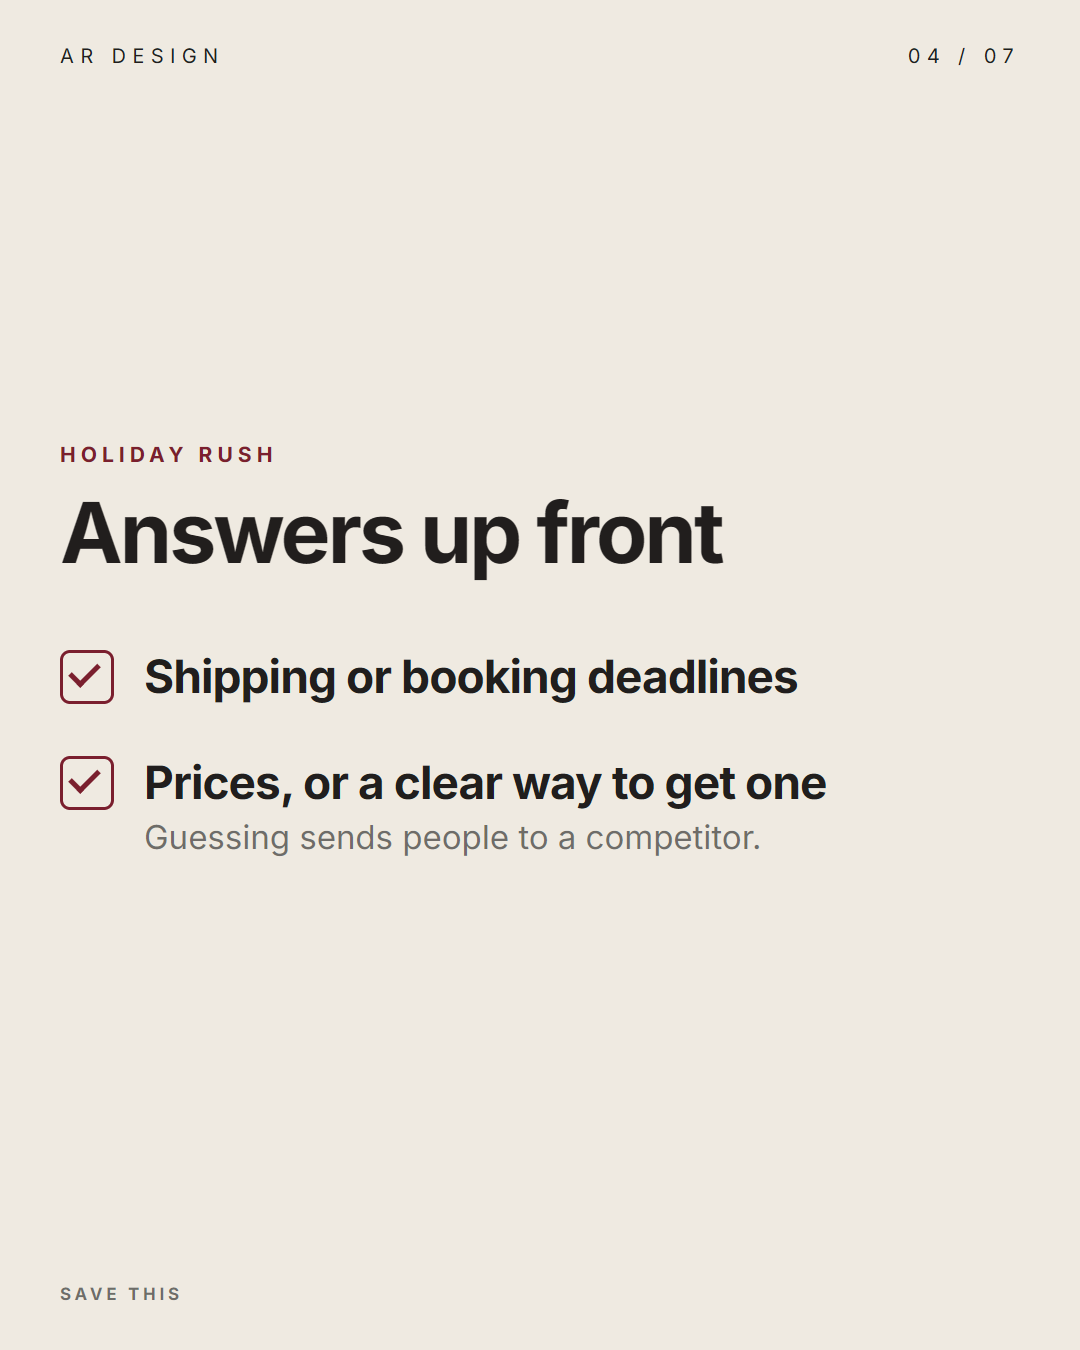 AR DESIGN
04 / 07
HOLIDAY RUSH
Answers up front
Shipping or booking deadlines
Prices, or a clear way to get one
Guessing sends people to a competitor.
SAVE THIS